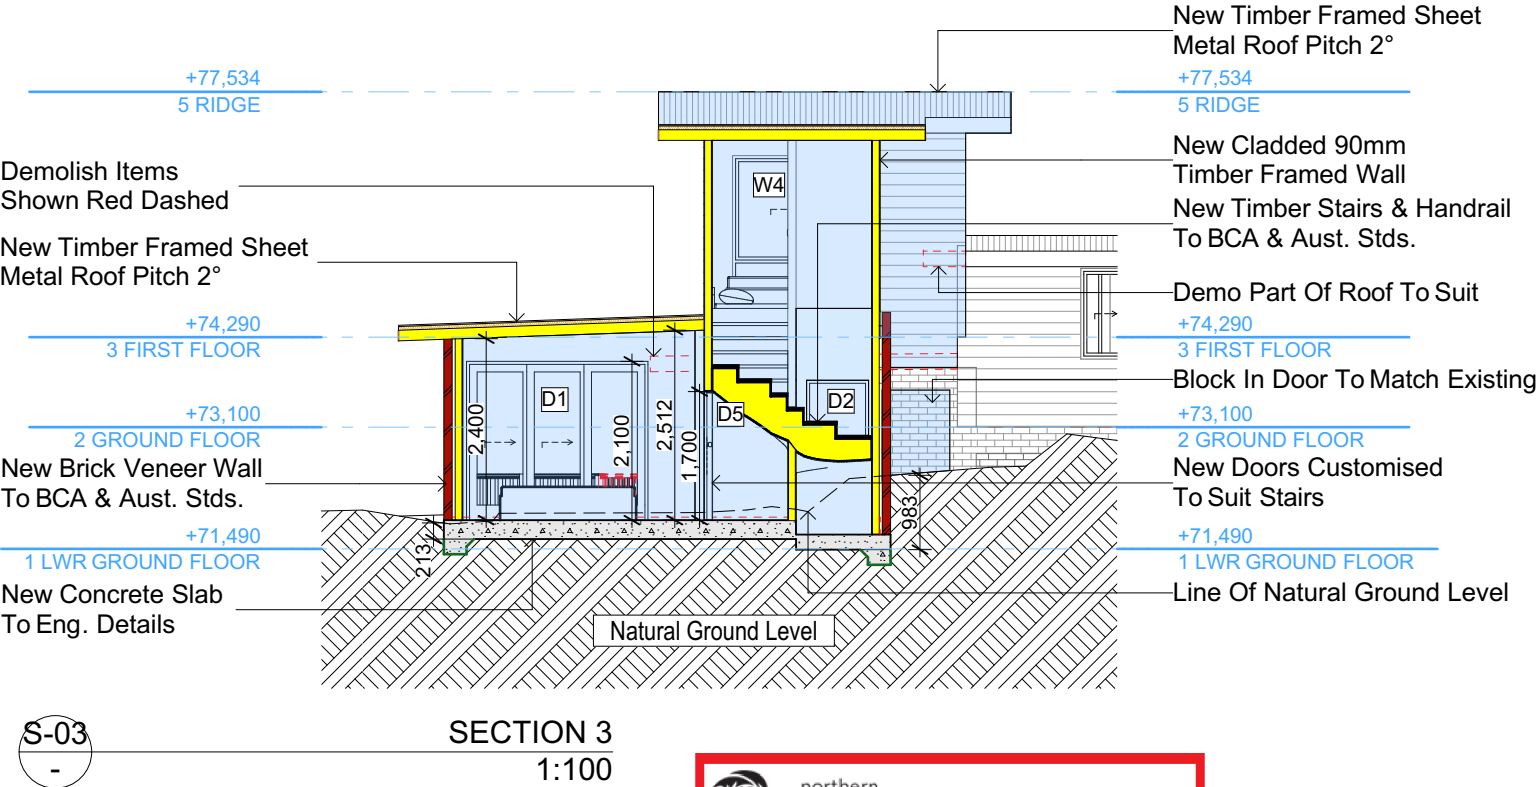 New Timber Framed Sheet
Metal Roof Pitch 2°
+77,534
5 RIDGE
+77,534
5 RIDGE
New Cladded 90mm
Timber Framed Wall
Demolish Items
Shown Red Dashed
W4
New Timber Stairs & Handrail
To BCA & Aust. Stds.
New Timber Framed Sheet
Metal Roof Pitch 2°
Demo Part Of Roof To Suit
+74,290
3 FIRST FLOOR
+74,290
3 FIRST FLOOR
Block In Door To Match Existing
D1
D5
D2
2,400
2,100
2,512
1,700
+73,100
2 GROUND FLOOR
+73,100
2 GROUND FLOOR
New Brick Veneer Wall
To BCA & Aust. Stds.
New Doors Customised
To Suit Stairs
983
213
+71,490
1 LWR GROUND FLOOR
+71,490
1 LWR GROUND FLOOR
New Concrete Slab
To Eng. Details
Line Of Natural Ground Level
Natural Ground Level
S-03
-
SECTION 3
1:100
northern